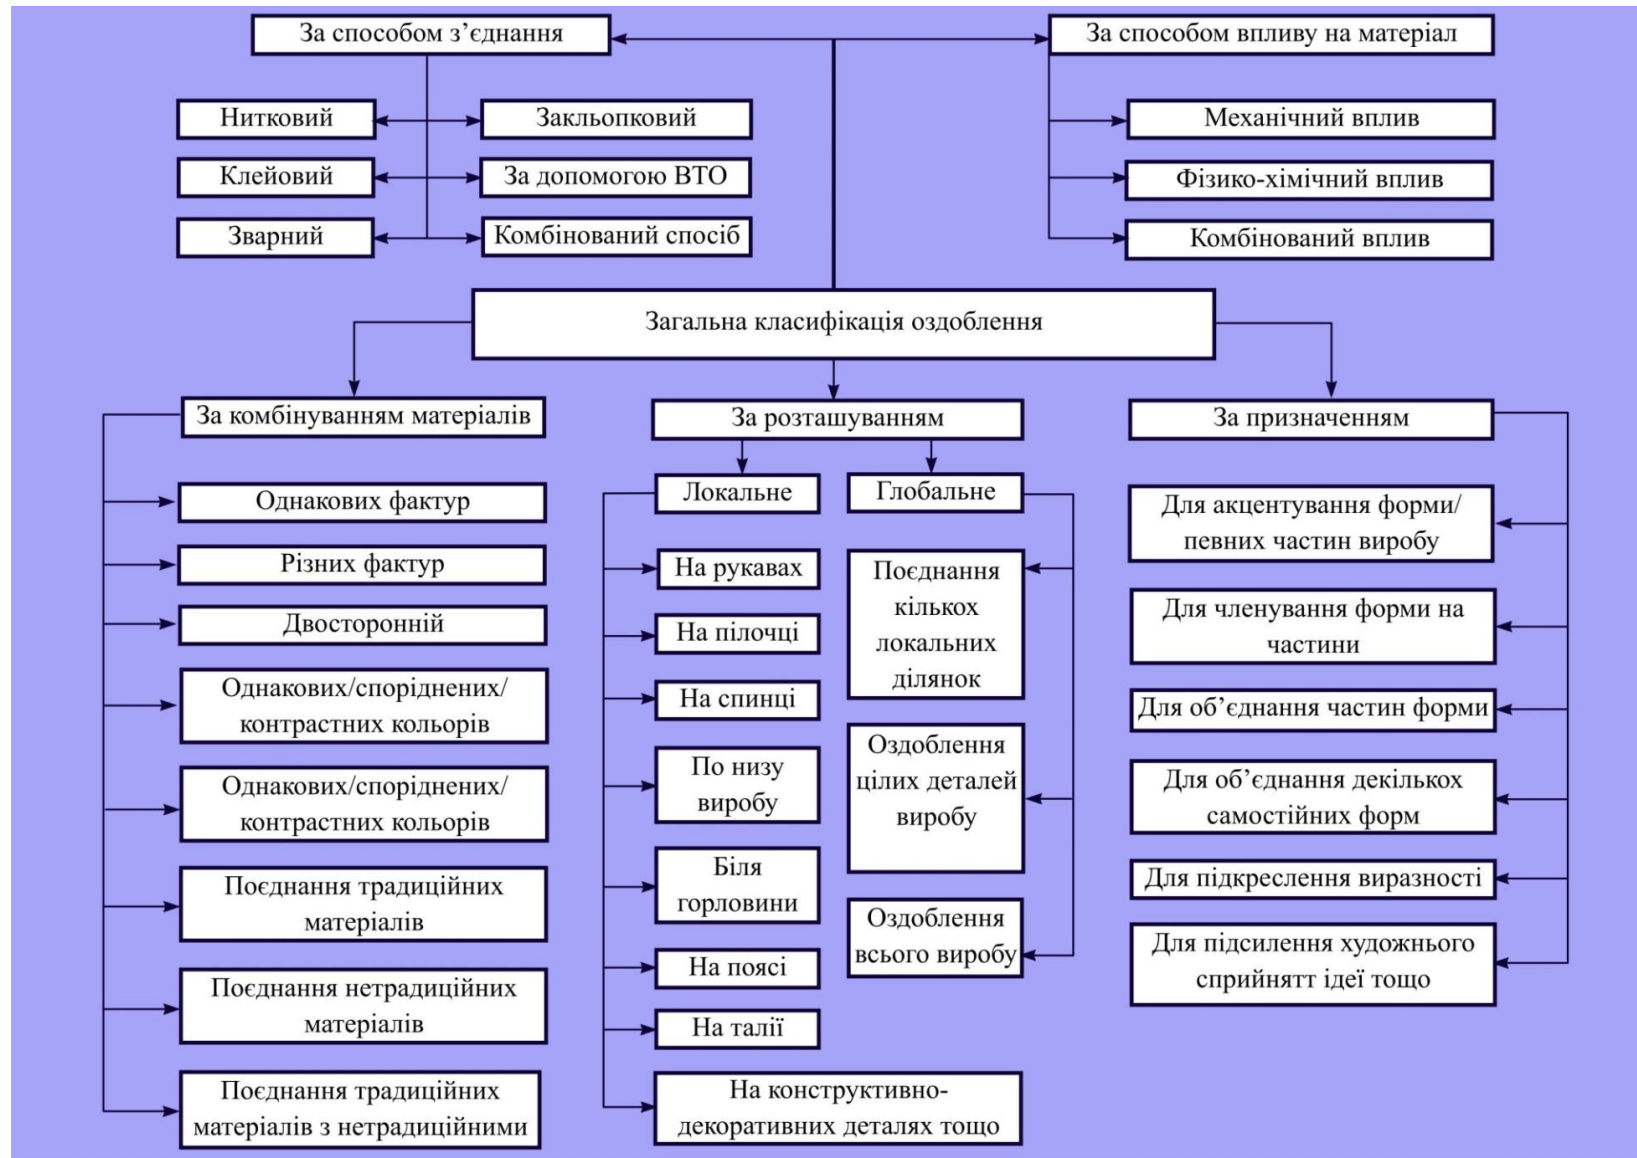 За способом з’єднання
За способом впливу на матеріал
Нитковий
Закльопковий
Механічний вплив
Клейовий
За допомогою ВТО
Фізико-хімічний вплив
Зварний
Комбінований спосіб
Комбінований вплив
Загальна класифікація оздоблення
За комбінуванням матеріалів
Однакових фактур
Різних фактур
Двосторонній
Однакових/споріднених/
контрастних кольорів
Однакових/споріднених/
контрастних кольорів
Поєднання традиційних
матеріалів
Поєднання нетрадиційних
матеріалів
Поєднання традиційних
матеріалів з нетрадиційними
За розташуванням
Локальне
На рукавах
На пілочці
На спинці
По низу
виробу
Біля
горловини
На поясі
На талії
На конструктивно-
декоративних деталях тощо
Глобальне
Поєднання
кількох
локальних
ділянок
Оздоблення
цілих деталей
виробу
Оздоблення
всього виробу
За призначенням
Для акцентування форми/
певних частин виробу
Для членування форми на
частини
Для об’єднання частин форми
Для об’єднання декількох
самостійних форм
Для підкреслення виразності
Для підсилення художнього
сприйнятт ідеї тощо